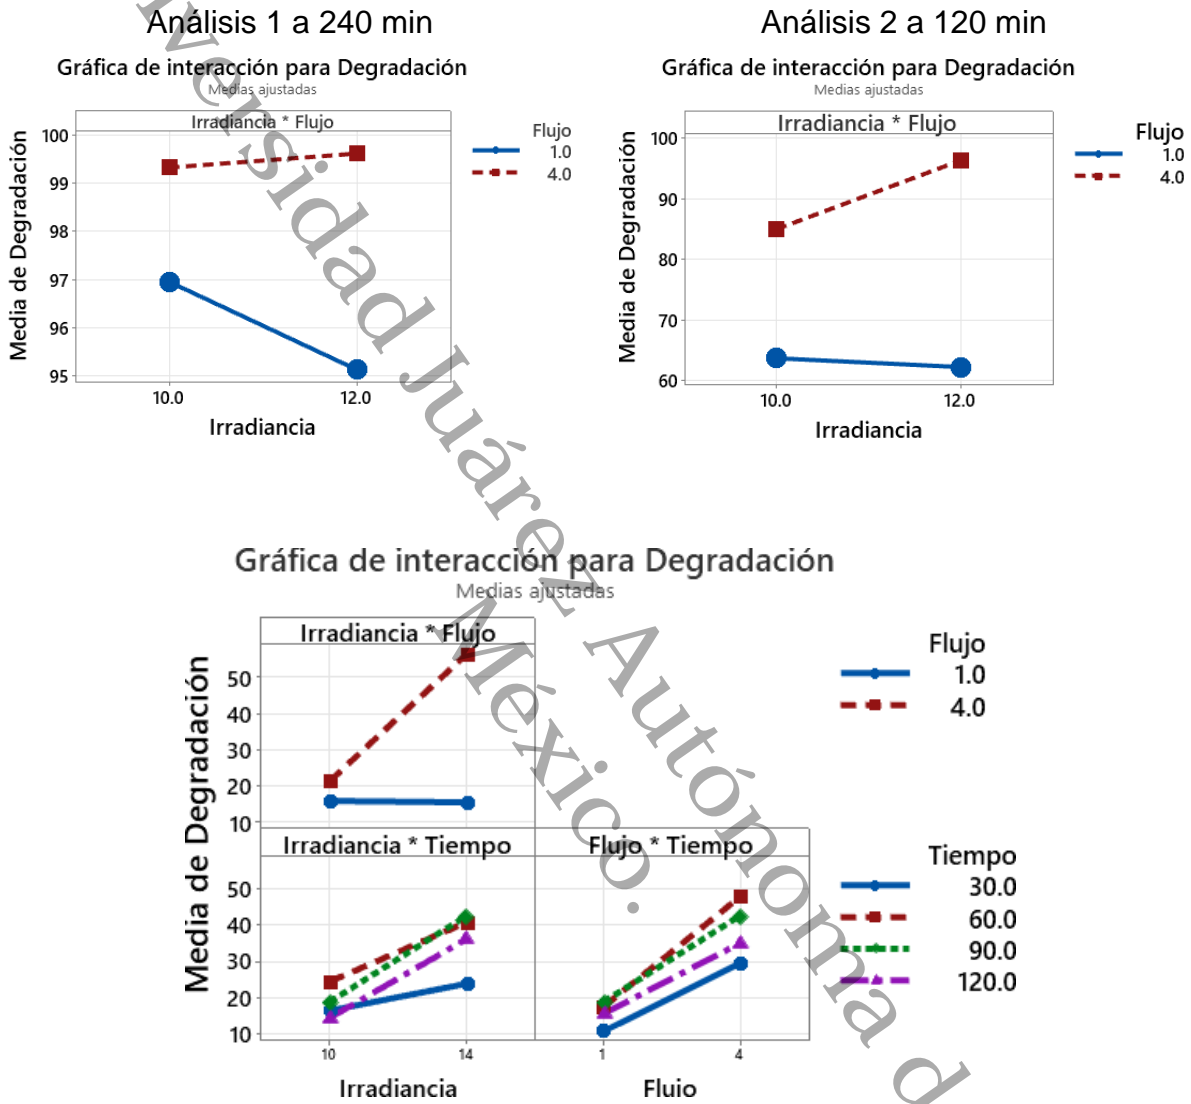 Análisis 1 a 240 min
Gráfica de interacción para Degradación
Medias ajustadas
Irradiancia * Flujo
Media de Degradación
100
99
98
97
96
95
10.0 12.0
Irradiancia
Flujo
1.0
4.0
Análisis 2 a 120 min
Gráfica de interacción para Degradación
Medias ajustadas
Irradiancia * Flujo
Media de Degradación
100
90
80
70
60
10.0 12.0
Irradiancia
Flujo
1.0
4.0
Gráfica de interacción para Degradación
Medias ajustadas
Media de Degradación
Irradiancia * Flujo
50
40
30
20
10
Flujo
1.0
4.0
Irradiancia * Tiempo
Flujo * Tiempo
50
40
30
20
10
10 14
1 4
Irradiancia
Flujo
Tiempo
30.0
60.0
90.0
120.0
versidad Juárez Autónoma d
México.